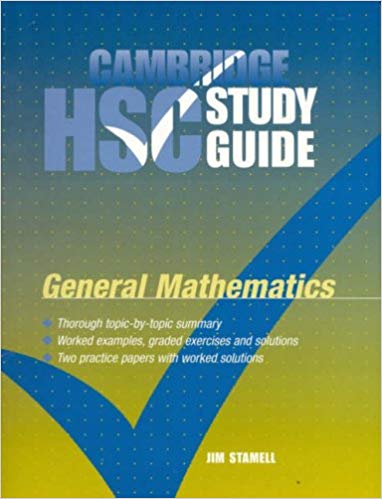 CAMBRIDGE
HSC STUDY
GUIDE
General Mathematics
Thorough topic-by-topic summary
Worked examples, graded exercises and solutions
Two practice papers with worked solutions
JIM STAMELL